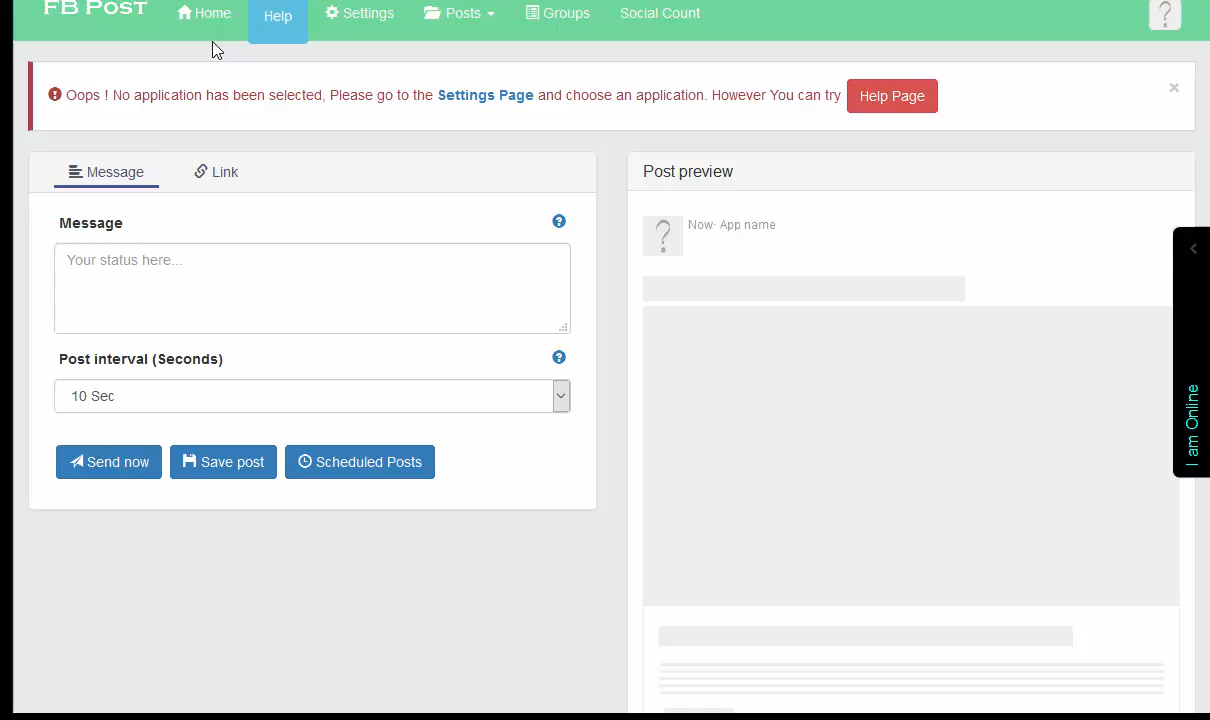 FB Post
Home
Help
Settings
Posts
Groups
Social Count
Oops ! No application has been selected, Please go to the Settings Page and choose an application. However You can try Help Page
×
Message
Link
Message
Your status here...
Post interval (Seconds)
10 Sec
Send now
Save post
Scheduled Posts
Post preview
Now· App name
I am Online